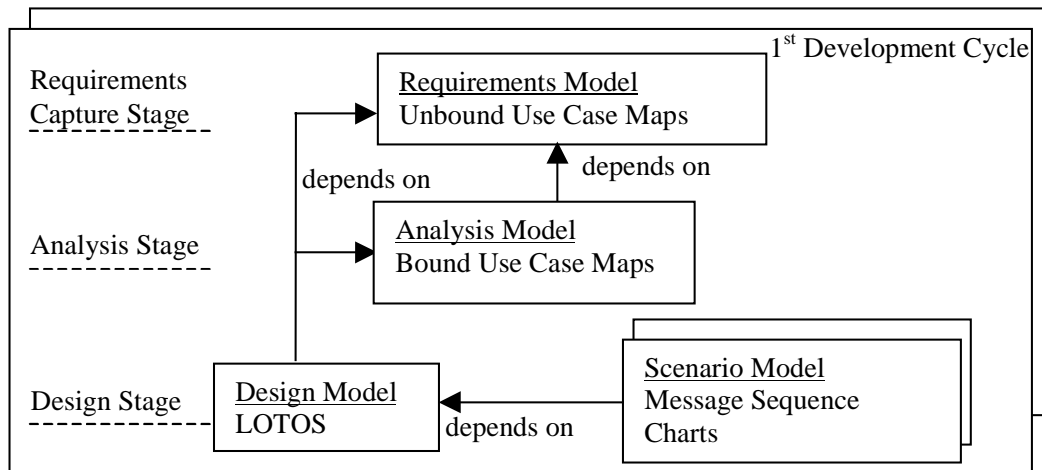 1st Development Cycle
Requirements
Capture Stage
Requirements Model
Unbound Use Case Maps
depends on
depends on
Analysis Stage
Analysis Model
Bound Use Case Maps
Design Stage
Design Model
LOTOS
depends on
Scenario Model
Message Sequence
Charts